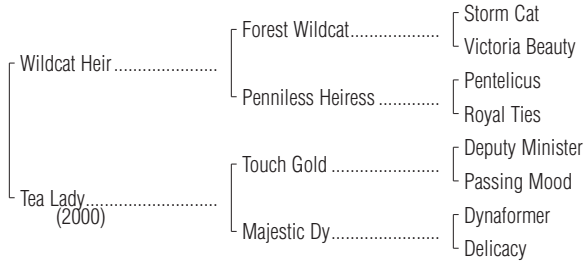 Storm Cat
Forest Wildcat....................
Victoria Beauty
Wildcat Heir.......................
Pentelicus
Penniless Heiress..............
Royal Ties
Deputy Minister
Touch Gold........................
Passing Mood
Tea Lady.............................
(2000)
Dynaformer
Majestic Dy........................
Delicacy